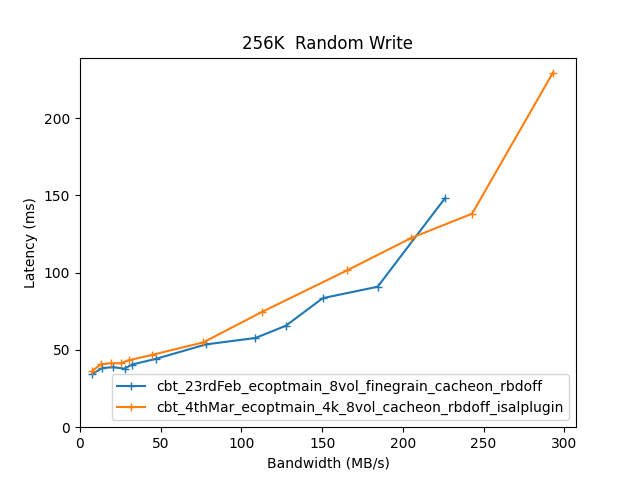 256K  Random Write
Latency (ms)
200
150
100
50
0
0 50 100 150 200 250 300
Bandwidth (MB/s)
cbt_23rdFeb_ecoptmain_8vol_finegrain_cacheon_rbdoff
cbt_4thMar_ecoptmain_4k_8vol_cacheon_rbdoff_isalplugin